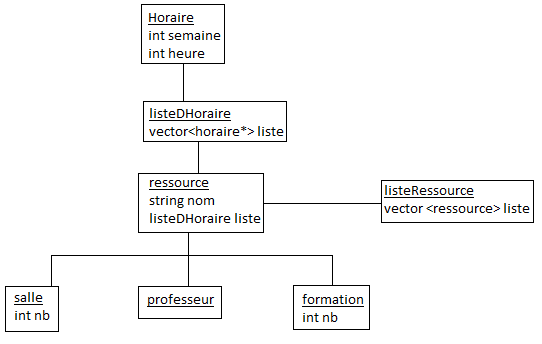 Horaire
int semaine
int heure
listeDHoraire
vector<horaire*> liste
ressource
string nom
listeDHoraire liste
listeRessource
vector <ressource> liste
salle
int nb
professeur
formation
int nb